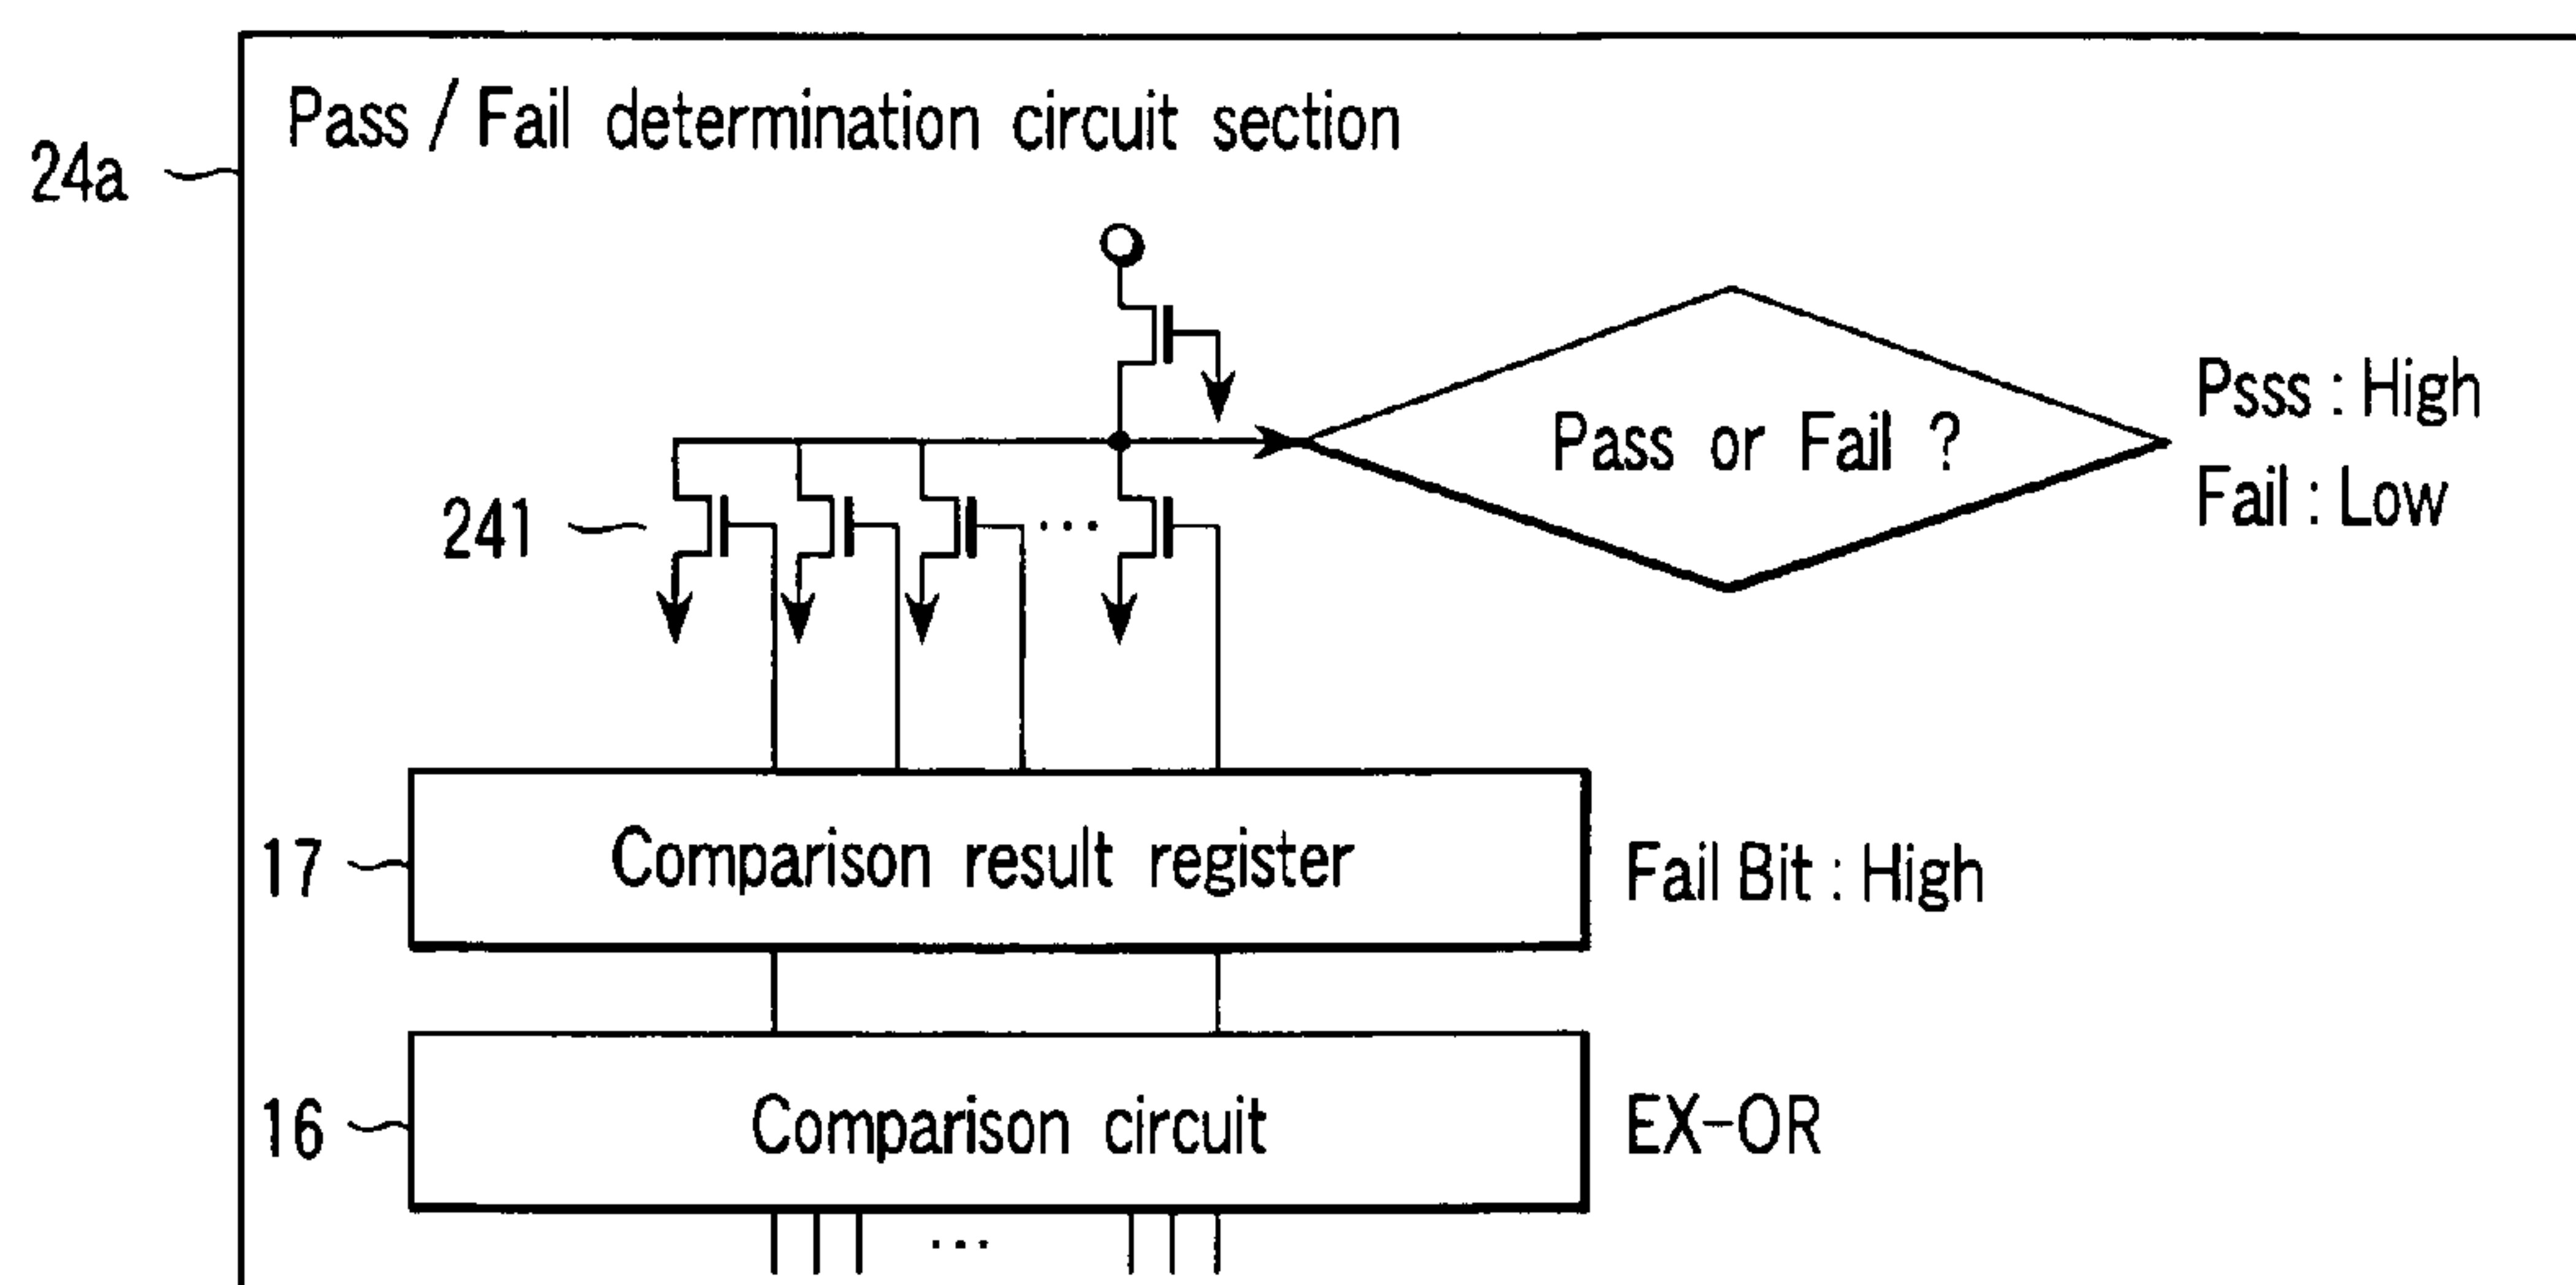 Pass / Fail determination circuit section
24a
Pass or Fail ?
Psss : High
Fail : Low
241
...
17
Comparison result register
Fail Bit : High
16
Comparison circuit
EX-OR
...